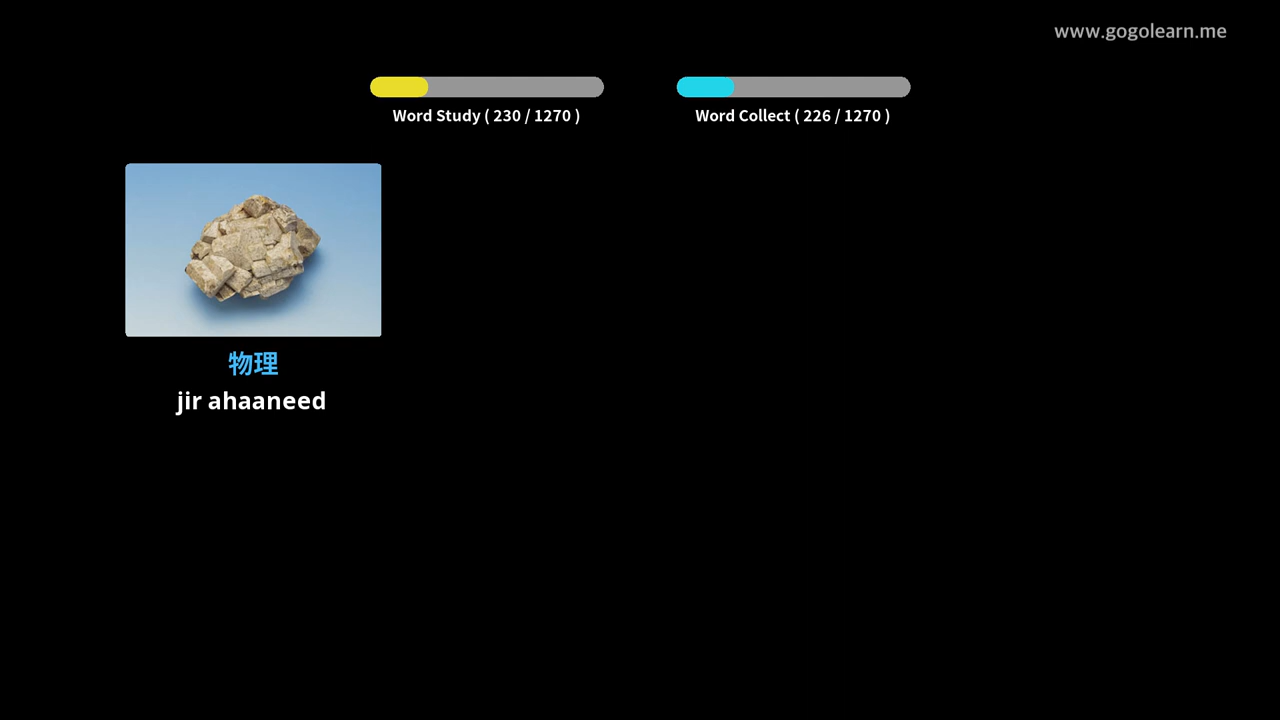 www.gogolearn.me
Word Study ( 230 / 1270 )
Word Collect ( 226 / 1270 )
物理
jir ahaaneed